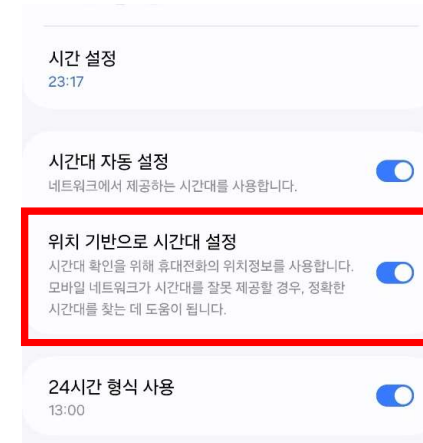 시간 설정
23:17
시간대 자동 설정
네트워크에서 제공하는 시간대를 사용합니다.
위치 기반으로 시간대 설정
시간대 확인을 위해 휴대전화의 위치정보를 사용합니다.
모바일 네트워크가 시간대를 잘못 제공할 경우, 정확한
시간대를 찾는 데 도움이 됩니다.
24시간 형식 사용
13:00